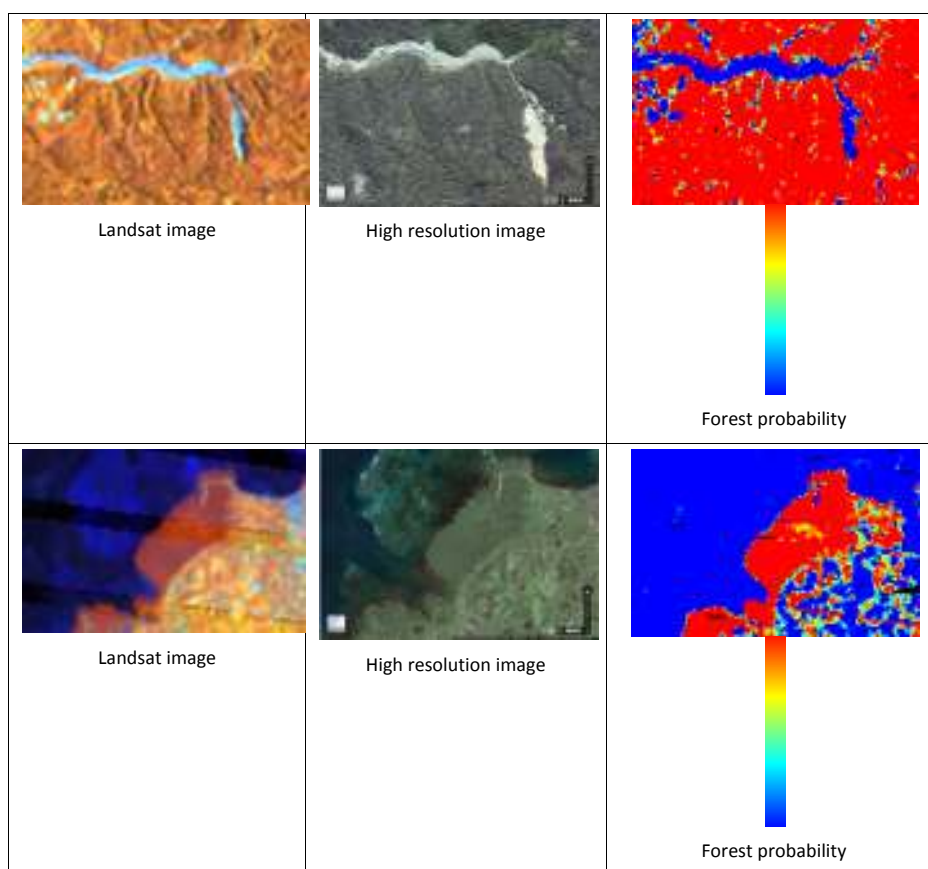 Landsat image
High resolution image
Forest probability
Landsat image
High resolution image
Forest probability